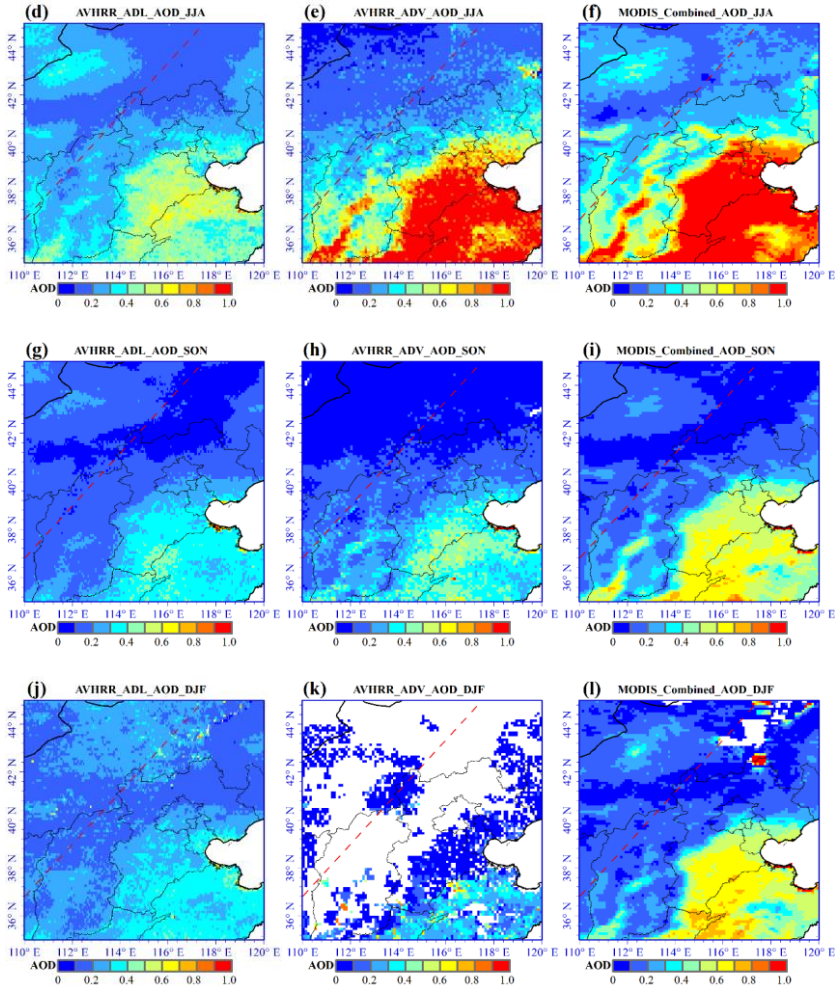 (d) AVHRR_ADL_AOD_JJA
(e) AVHRR_ADV_AOD_JJA
(f) MODIS_Combined_AOD_JJA
44° N
42° N
40° N
38° N
36° N
44° N
42° N
40° N
38° N
36° N
44° N
42° N
40° N
38° N
36° N
110° E 112° E 114° E 116° E 118° E 120° E
110° E 112° E 114° E 116° E 118° E 120° E
110° E 112° E 114° E 116° E 118° E 120° E
AOD
0 0.2 0.4 0.6 0.8 1.0
AOD
0 0.2 0.4 0.6 0.8 1.0
AOD
0 0.2 0.4 0.6 0.8 1.0
(g) AVHRR_ADL_AOD_SON
(h) AVHRR_ADV_AOD_SON
(i) MODIS_Combined_AOD_SON
44° N
42° N
40° N
38° N
36° N
44° N
42° N
40° N
38° N
36° N
44° N
42° N
40° N
38° N
36° N
110° E 112° E 114° E 116° E 118° E 120° E
110° E 112° E 114° E 116° E 118° E 120° E
110° E 112° E 114° E 116° E 118° E 120° E
AOD
0 0.2 0.4 0.6 0.8 1.0
AOD
0 0.2 0.4 0.6 0.8 1.0
AOD
0 0.2 0.4 0.6 0.8 1.0
(j) AVHRR_ADL_AOD_DJF
(k) AVHRR_ADV_AOD_DJF
(l) MODIS_Combined_AOD_DJF
44° N
42° N
40° N
38° N
36° N
44° N
42° N
40° N
38° N
36° N
44° N
42° N
40° N
38° N
36° N
110° E 112° E 114° E 116° E 118° E 120° E
110° E 112° E 114° E 116° E 118° E 120° E
110° E 112° E 114° E 116° E 118° E 120° E
AOD
0 0.2 0.4 0.6 0.8 1.0
AOD
0 0.2 0.4 0.6 0.8 1.0
AOD
0 0.2 0.4 0.6 0.8 1.0